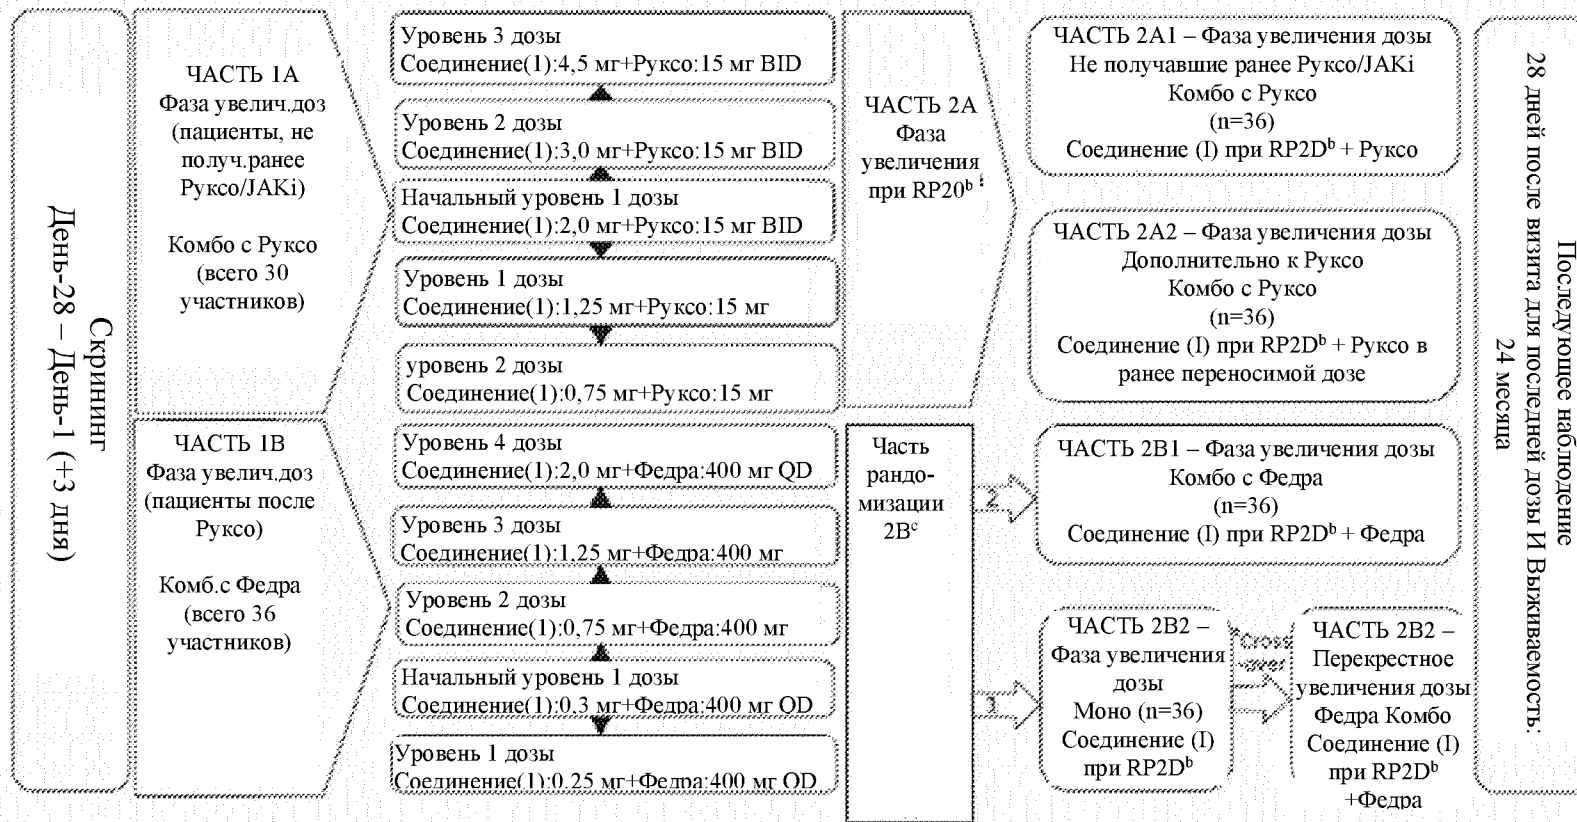 Скрининг
День-28 – День-1 (+3 дня)
ЧАСТЬ 1A
Фаза увелич.доз
(пациенты, не
получ.ранее
Руксо/JAKi)
Комбо с Руксо
(всего 30
участников)
ЧАСТЬ 1B
Фаза увелич.доз
(пациенты после
Руксо)
Комб.с Федра
(всего 36
участников)
Уровень 3 дозы
Соединение(1):4,5 мг+Руксо:15 мг BID
Уровень 2 дозы
Соединение(1):3,0 мг+Руксо:15 мг BID
Начальный уровень 1 дозы
Соединение(1):2,0 мг+Руксо:15 мг BID
Уровень 1 дозы
Соединение(1):1,25 мг+Руксо:15 мг
уровень 2 дозы
Соединение(1):0,75 мг+Руксо:15 мг
Уровень 4 дозы
Соединение(1):2,0 мг+Федра:400 мг QD
Уровень 3 дозы
Соединение(1):1,25 мг+Федра:400 мг
Уровень 2 дозы
Соединение(1):0,75 мг+Федра:400 мг
Начальный уровень 1 дозы
Соединение(1):0,3 мг+Федра:400 мг QD
Уровень 1 дозы
Соединение(1):0,25 мг+Федра:400 мг QD
ЧАСТЬ 2A
Фаза
увеличения
при RP20ᵇ
Часть
рандо-
мизации
2Bᶜ
2
1
ЧАСТЬ 2A1 – Фаза увеличения дозы
Не получавшие ранее Руксо/JAKi
Комбо с Руксо
(n=36)
Соединение (I) при RP2Dᵇ + Руксо
ЧАСТЬ 2A2 – Фаза увеличения дозы
Дополнительно к Руксо
Комбо с Руксо
(n=36)
Соединение (I) при RP2Dᵇ + Руксо в
ранее переносимой дозе
ЧАСТЬ 2B1 – Фаза увеличения дозы
Комбо с Федра
(n=36)
Соединение (I) при RP2Dᵇ + Федра
ЧАСТЬ 2B2 –
Фаза увеличения
дозы
Моно (n=36)
Соединение (I)
при RP2Dᵇ
Cross
-over
ЧАСТЬ 2B2 –
Перекрестное
увеличения дозы
Федра Комбо
Соединение (I)
при RP2Dᵇ
+Федра
Последующее наблюдение
28 дней после визита для последней дозы И Выживаемость:
24 месяца